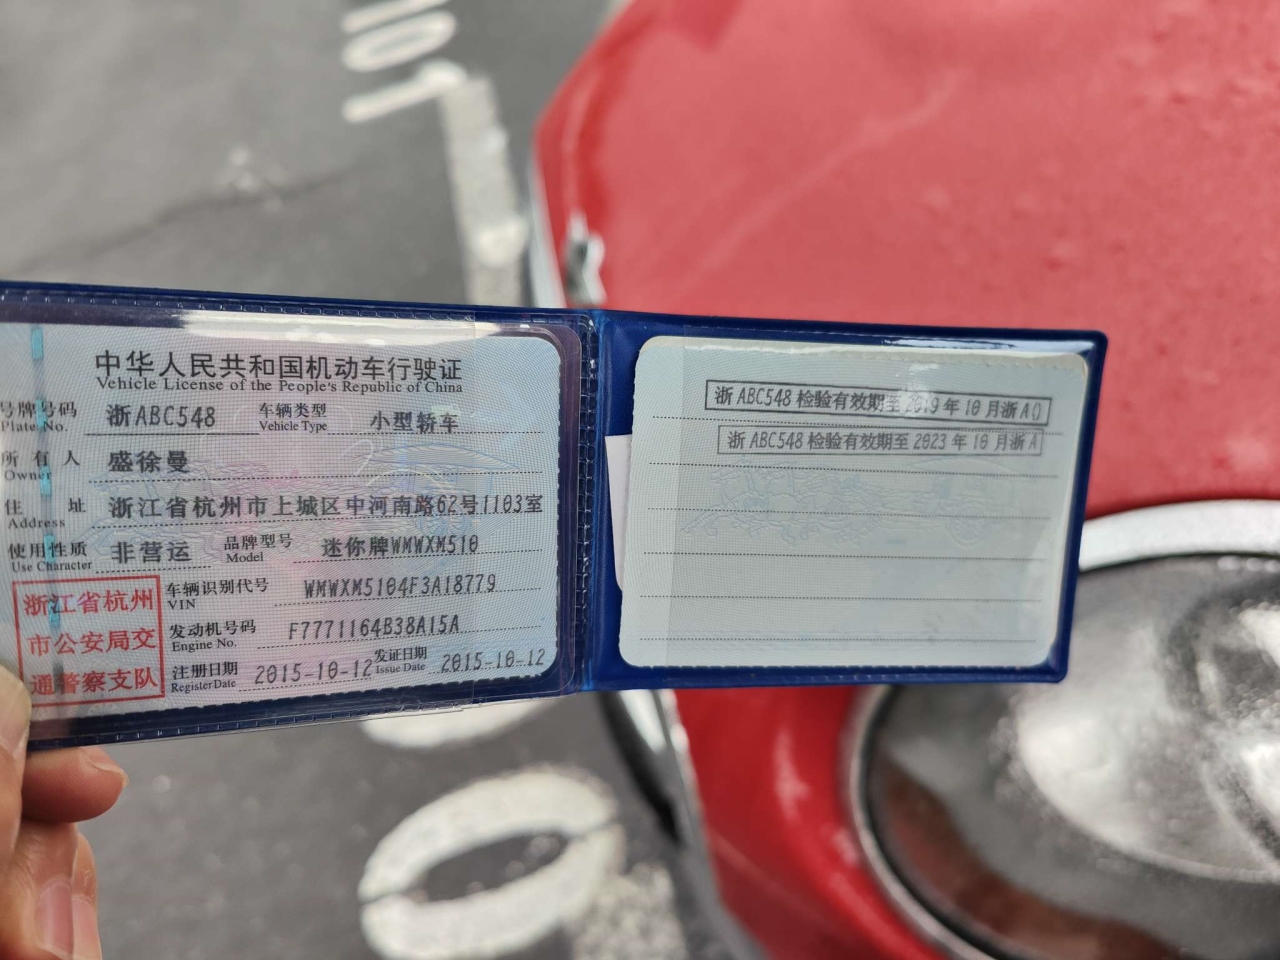 中华人民共和国机动车行驶证
Vehicle License of the People's Republic of China
号牌号码 浙ABC548 车辆类型 小型轿车
Plate No. Vehicle Type
所有人 盛徐曼
Owner
住址 浙江省杭州市上城区中河南路62号1103室
Address
使用性质 非营运 品牌型号 迷你牌WMWXM510
Use Character Model
浙江省杭州
市公安局交
通警察支队
车辆识别代号 WMWXM5104F3A18779
VIN
发动机号码 F7771164B38A15A
Engine No.
注册日期 2015-10-12 发证日期 2015-10-12
Register Date Issue Date
浙ABC548检验有效期至2019年10月浙AQ
浙ABC548检验有效期至2023年10月浙A